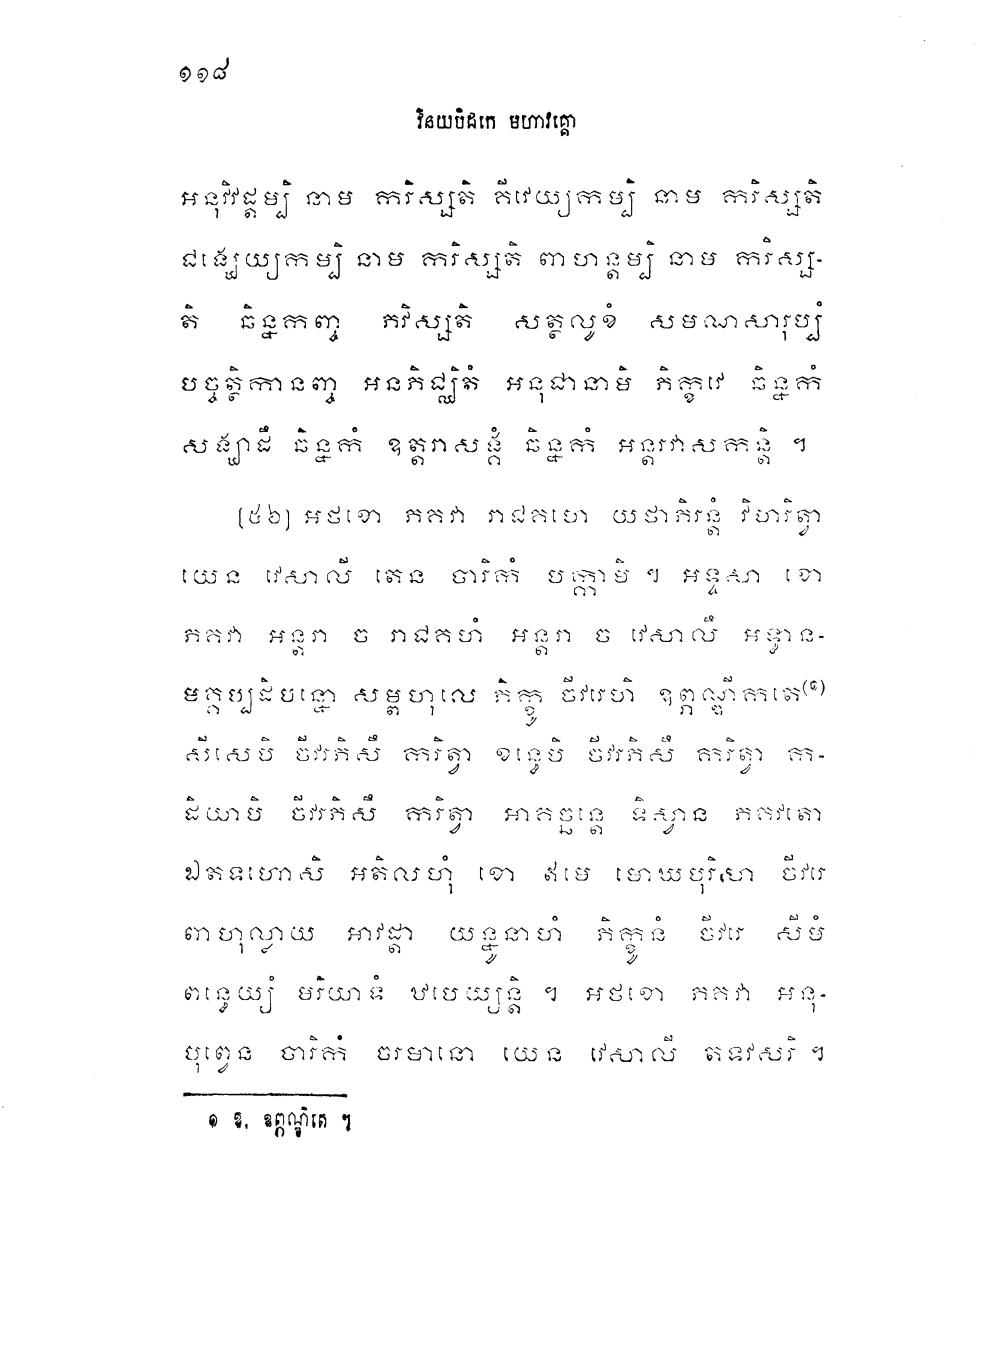 ១១៨
វិនយបិដកេ មហាវគ្គោ
អនុវិវដ្ដម្បិ នាម ករិស្សតិ គីវេយ្យកម្បិ នាម ករិស្សតិ
ជង្ឃេយ្យកម្បិ នាម ករិស្សតិ ពាហន្តម្បិ នាម ករិស្ស-
តិ ឆិន្នកញ្ច ភវិស្សតិ សត្ថលូខំ សមណសារុប្បំ
បច្ចត្ថិកានញ្ច អនភិជ្ឈិតំ អនុជានាមិ ភិក្ខវេ ឆិន្នកំ
សង្ឃាដឹ ឆិន្នកំ ឧត្តរាសង្គំ ឆិន្នកំ អន្តរវាសកន្តិ ។
[៥៦] អថខោ ភគវា រាជគហេ យថាភិរន្តំ វិហរិត្វា
យេន វេសាលី តេន ចារិកំ បក្កាមិ ។ អទ្ទសា ខោ
ភគវា អន្តរា ច រាជគហំ អន្តរា ច វេសាលឹ អទ្ធាន-
មគ្គប្បដិបន្នោ សម្ពហុលេ ភិក្ខូ ចីវរេហិ ឧព្ភណ្ឌីកតេ(១)
សីសេបិ ចីវរភិសឹ ករិត្វា ខន្ធេបិ ចីវរភិសឹ ករិត្វា ក-
ដិយាបិ ចីវរភិសឹ ករិត្វា អាគច្ឆន្តេ ទិស្វាន ភគវតោ
ឯតទហោសិ អតិលហុំ ខោ ឥមេ មោឃបុរិសា ចីវរេ
ពាហុល្លាយ អាវដ្ដា យន្នូនាហំ ភិក្ខូនំ ចីវរេ សីមំ
ពន្ធេយ្យំ មរិយាទំ ឋបេយ្យន្តិ ។ អថខោ ភគវា អនុ-
បុព្វេន ចារិកំ ចរមានោ យេន វេសាលី តទវសរិ ។
១ ឱ, ឧព្ភណ្ឌិតេ ។